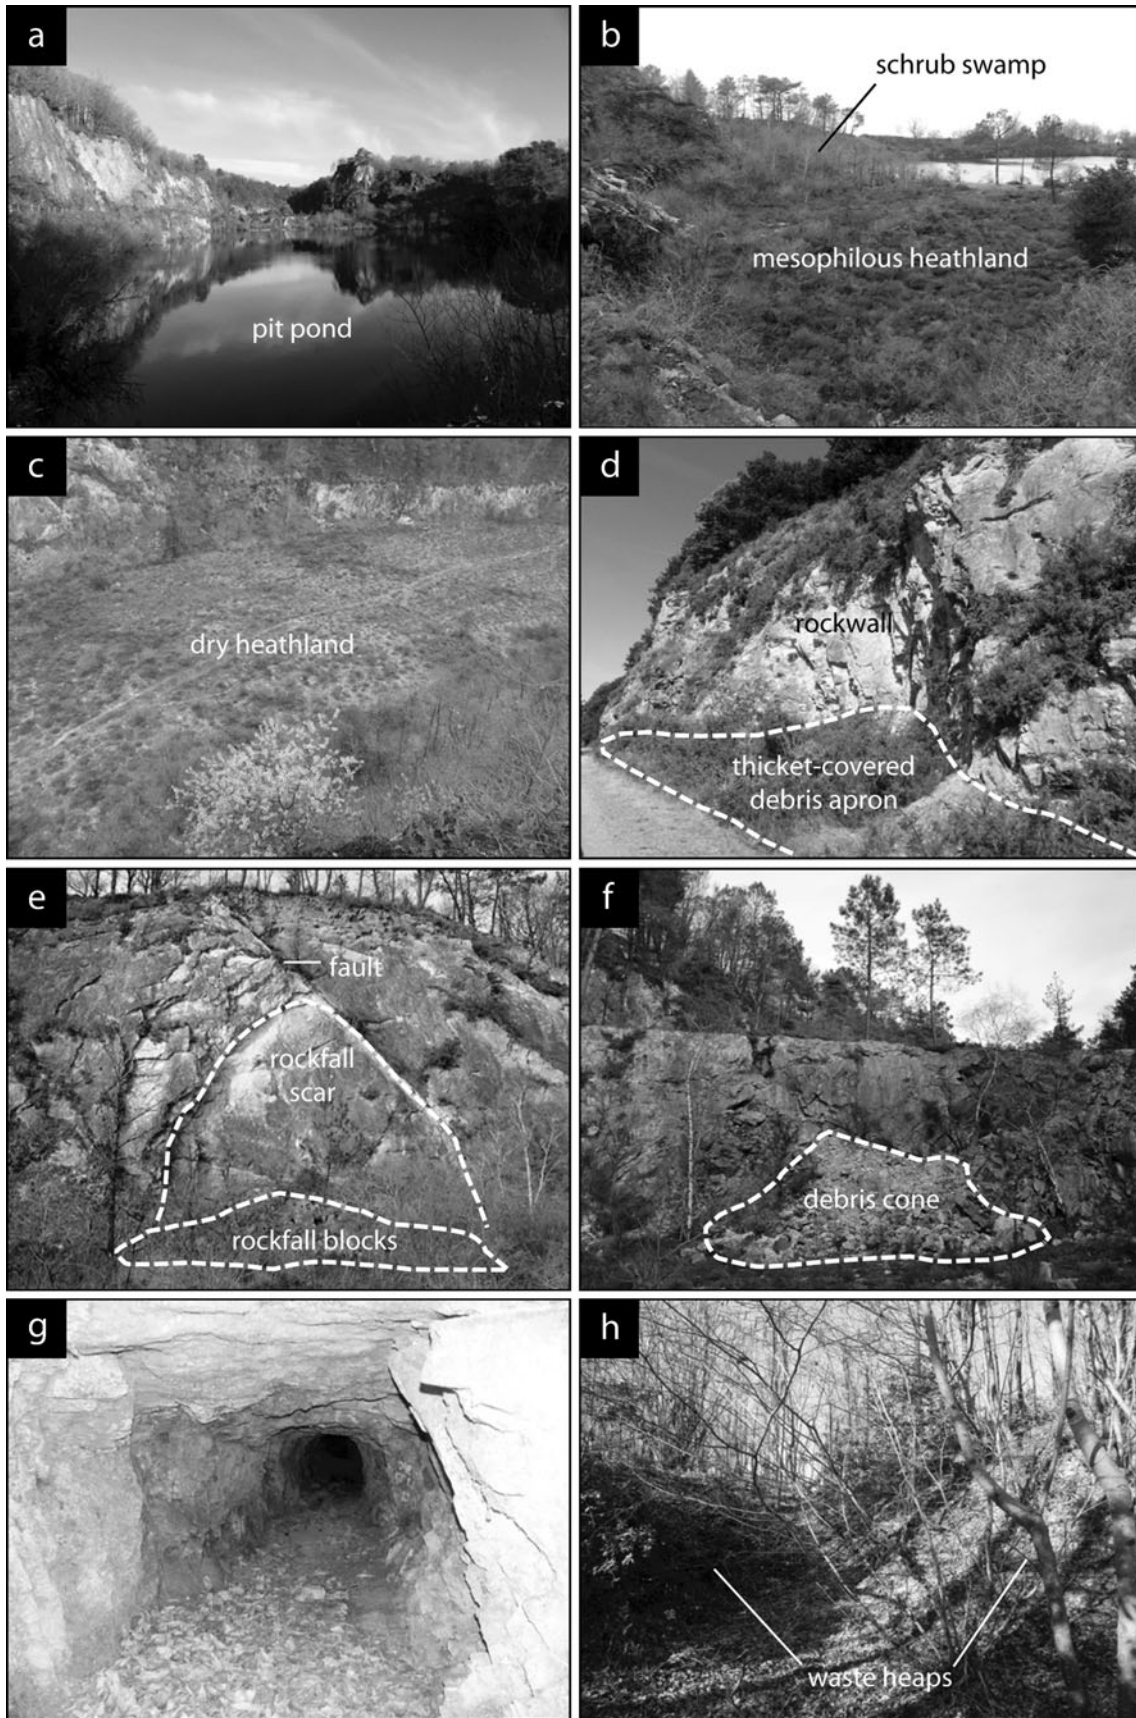 a
pit pond
b
schrub swamp
mesophilous heathland
c
dry heathland
d
rockwall
thicket-covered
debris apron
e
fault
rockfall
scar
rockfall blocks
f
debris cone
g
h
waste heaps